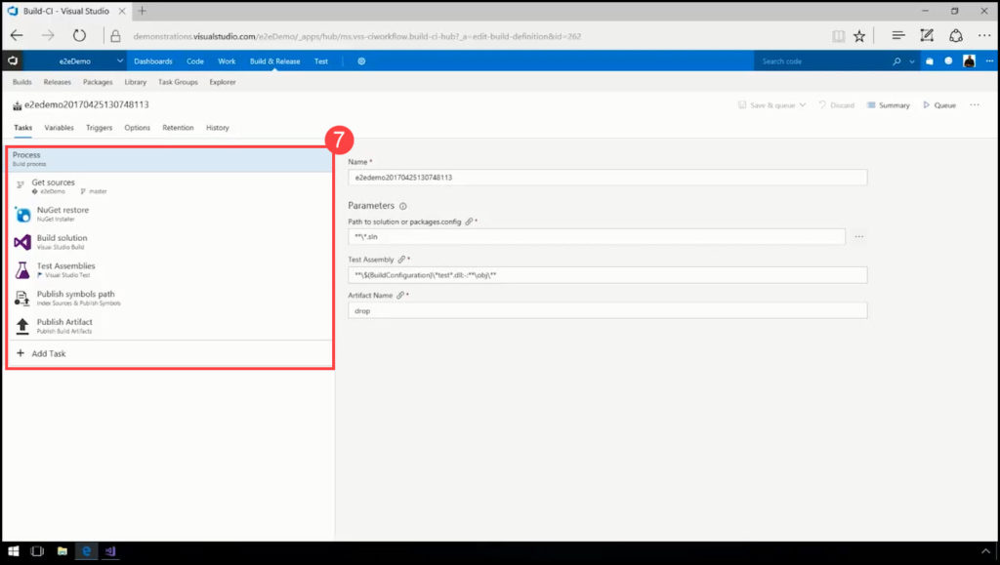 Build-CI - Visual Studio
demonstrations.visualstudio.com/e2eDemo/_apps/hub/ms.vss-ciworkflow.build-ci-hub?_a=edit-build-definition&id=262
e2eDemo Dashboards Code Work Build & Release Test Search code
Builds Releases Packages Library Task Groups Explorer
e2edemo20170425130748113 Save & queue Discard Summary Queue
Tasks Variables Triggers Options Retention History
7
Process
Build process
Get sources
e2eDemo master
NuGet restore
NuGet Installer
Build solution
Visual Studio Build
Test Assemblies
Visual Studio Test
Publish symbols path
Index Sources & Publish Symbols
Publish Artifact
Publish Build Artifacts
+ Add Task
Name *
e2edemo20170425130748113
Parameters
Path to solution or packages.config *
**\*.sln
Test Assembly *
**\$(BuildConfiguration)\*test*.dll;-:**\obj\**
Artifact Name *
drop